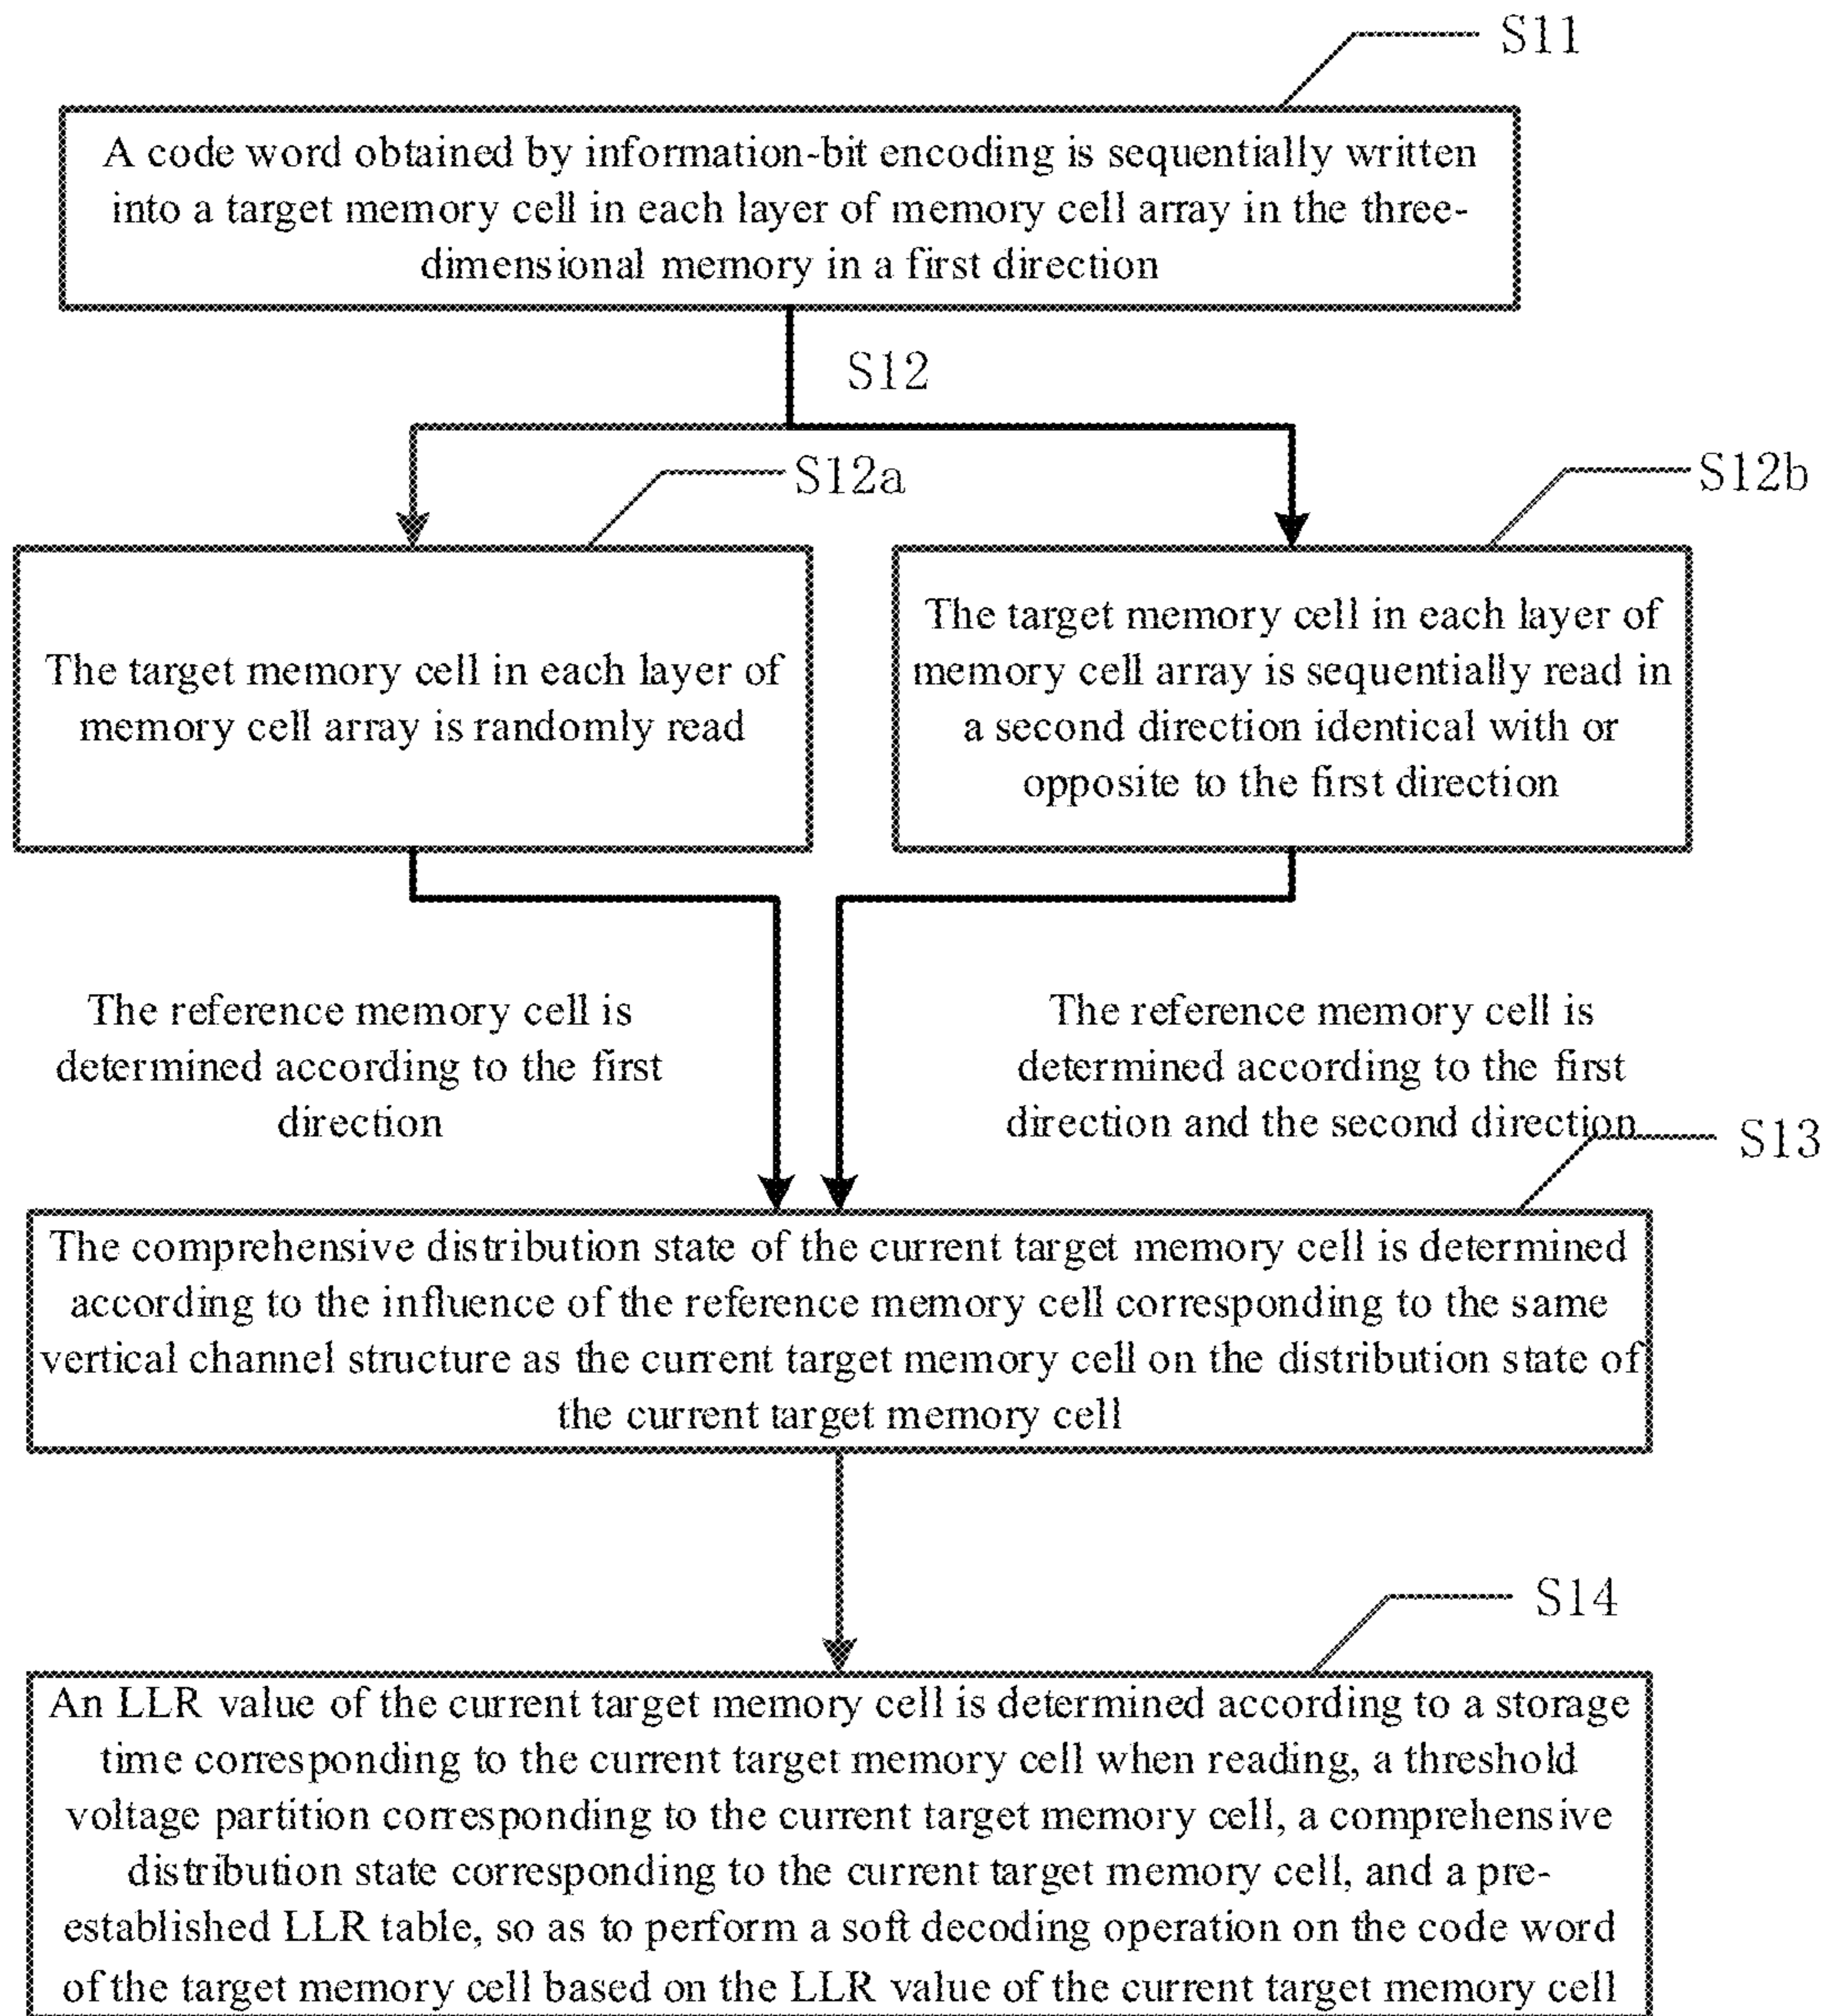 S11
A code word obtained by information-bit encoding is sequentially written
into a target memory cell in each layer of memory cell array in the three-
dimensional memory in a first direction
S12
S12a
S12b
The target memory cell in each layer of
memory cell array is randomly read
The target memory cell in each layer of
memory cell array is sequentially read in
a second direction identical with or
opposite to the first direction
The reference memory cell is
determined according to the first
direction
The reference memory cell is
determined according to the first
direction and the second direction
S13
The comprehensive distribution state of the current target memory cell is determined
according to the influence of the reference memory cell corresponding to the same
vertical channel structure as the current target memory cell on the distribution state of
the current target memory cell
S14
An LLR value of the current target memory cell is determined according to a storage
time corresponding to the current target memory cell when reading, a threshold
voltage partition corresponding to the current target memory cell, a comprehensive
distribution state corresponding to the current target memory cell, and a pre-
established LLR table, so as to perform a soft decoding operation on the code word
of the target memory cell based on the LLR value of the current target memory cell